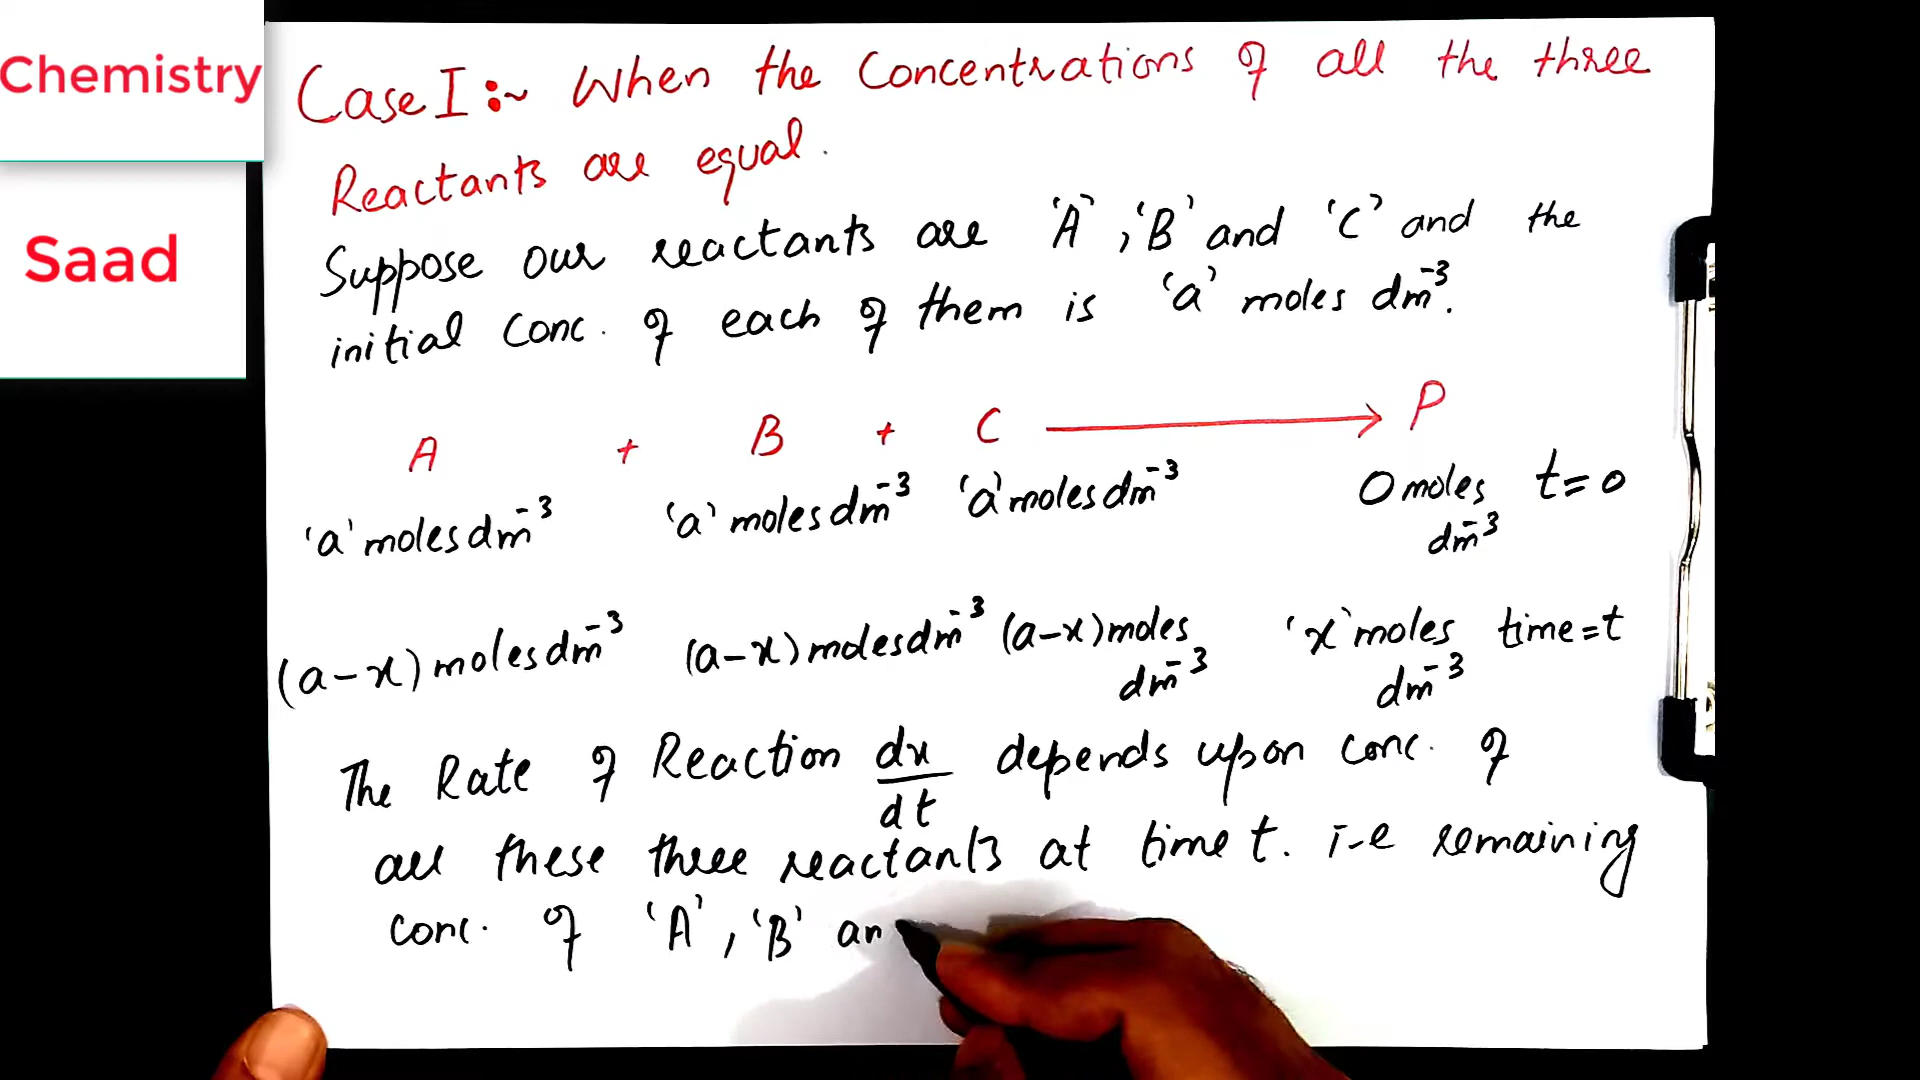 Chemistry
Saad
Case I :~ When the Concentrations of all the three
Reactants are equal.
Suppose our reactants are 'A', 'B' and 'C' and the
initial Conc. of each of them is 'a' moles dm⁻³.
A + B + C ⟶ P
'a' moles dm⁻³ 'a' moles dm⁻³ 'a' moles dm⁻³ 0 moles dm⁻³ t=0
(a-x) moles dm⁻³ (a-x) moles dm⁻³ (a-x) moles dm⁻³ 'x' moles dm⁻³ time=t
The Rate of Reaction dx/dt depends upon conc. of
all these three reactants at time t. i-e remaining
conc. of 'A', 'B' an